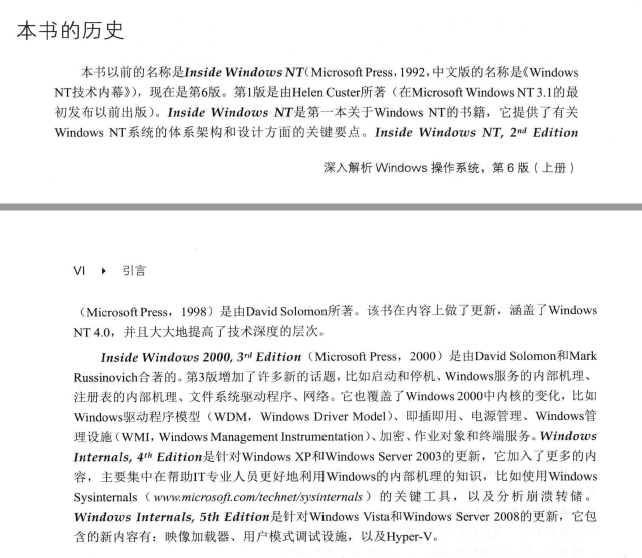 本书的历史
本书以前的名称是Inside Windows NT(Microsoft Press,1992,中文版的名称是《Windows
NT技术内幕》),现在是第6版。第1版是由Helen Custer所著(在Microsoft Windows NT 3.1的最
初发布以前出版)。Inside Windows NT是第一本关于Windows NT的书籍,它提供了有关
Windows NT系统的体系架构和设计方面的关键要点。Inside Windows NT, 2nd Edition
深入解析 Windows 操作系统,第 6 版(上册)
VI ▸ 引言
(Microsoft Press,1998)是由David Solomon所著。该书在内容上做了更新,涵盖了Windows
NT 4.0,并且大大地提高了技术深度的层次。
Inside Windows 2000, 3rd Edition(Microsoft Press,2000)是由David Solomon和Mark
Russinovich合著的。第3版增加了许多新的话题,比如启动和停机、Windows服务的内部机理、
注册表的内部机理、文件系统驱动程序、网络。它也覆盖了Windows 2000中内核的变化,比如
Windows驱动程序模型(WDM,Windows Driver Model)、即插即用、电源管理、Windows管
理设施(WMI,Windows Management Instrumentation)、加密、作业对象和终端服务。Windows
Internals, 4th Edition是针对Windows XP和Windows Server 2003的更新,它加入了更多的内
容,主要集中在帮助IT专业人员更好地利用Windows的内部机理的知识,比如使用Windows
Sysinternals(www.microsoft.com/technet/sysinternals)的关键工具,以及分析崩溃转储。
Windows Internals, 5th Edition是针对Windows Vista和Windows Server 2008的更新,它包
含的新内容有:映像加载器、用户模式调试设施,以及Hyper-V。